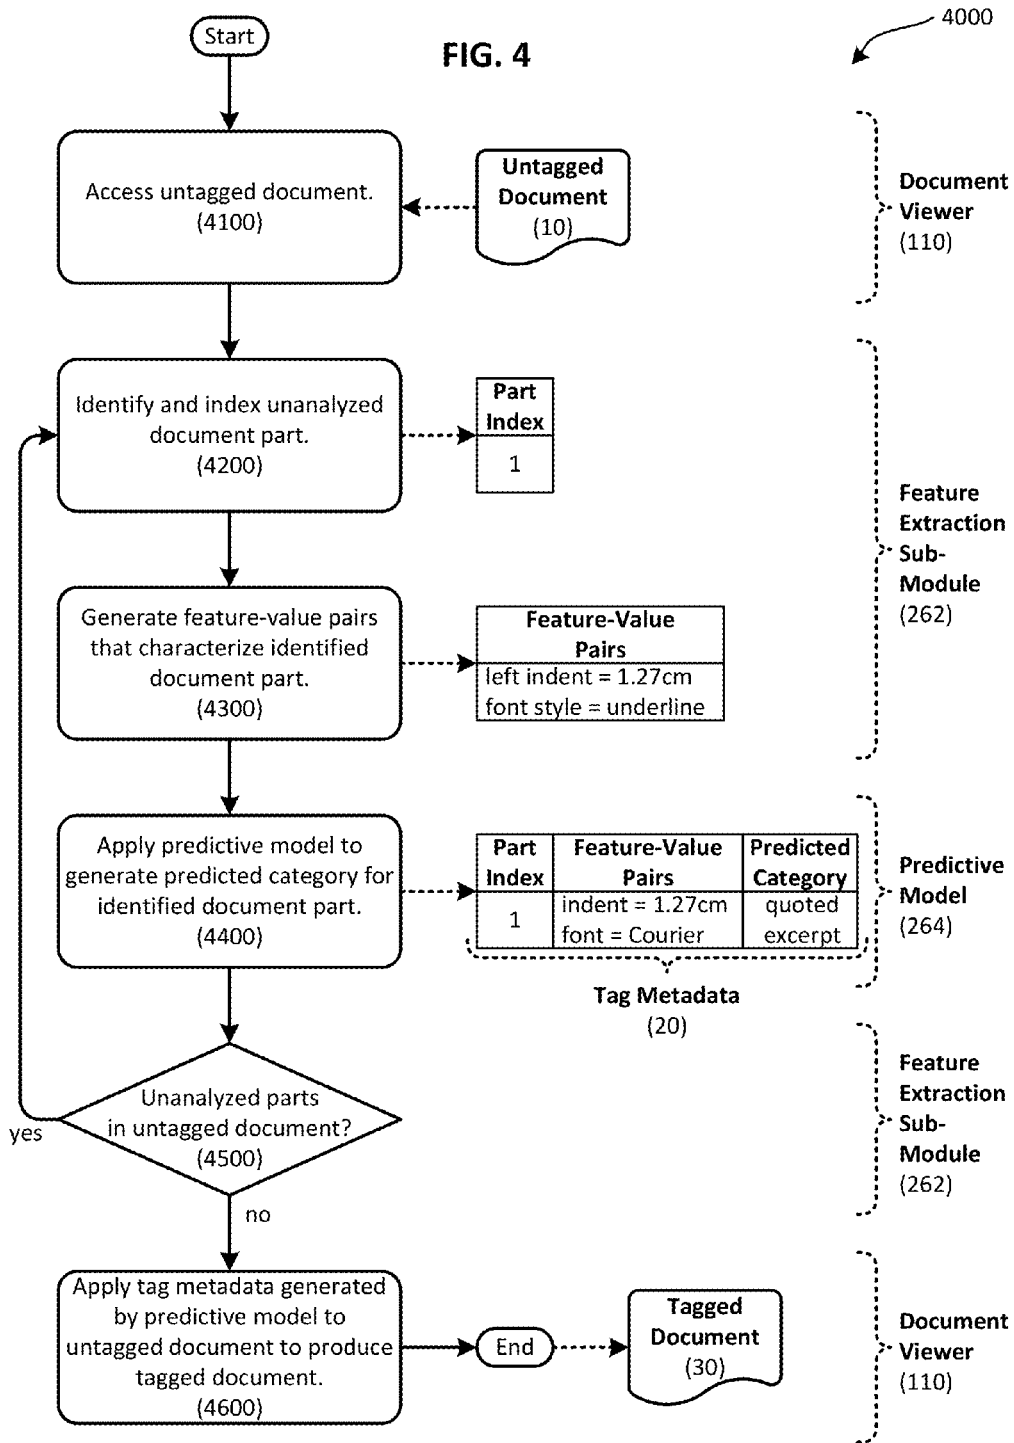 Start
FIG. 4
4000
Access untagged document.
(4100)
Untagged
Document
(10)
Document
Viewer
(110)
Identify and index unanalyzed
document part.
(4200)
Part
Index
1
Feature
Extraction
Sub-
Module
(262)
Generate feature-value pairs
that characterize identified
document part.
(4300)
Feature-Value
Pairs
left indent = 1.27cm
font style = underline
Apply predictive model to
generate predicted category for
identified document part.
(4400)
Part
Index
Feature-Value
Pairs
Predicted
Category
1
indent = 1.27cm
font = Courier
quoted
excerpt
Tag Metadata
(20)
Predictive
Model
(264)
Unanalyzed parts
in untagged document?
(4500)
yes
no
Feature
Extraction
Sub-
Module
(262)
Apply tag metadata generated
by predictive model to
untagged document to produce
tagged document.
(4600)
End
Tagged
Document
(30)
Document
Viewer
(110)